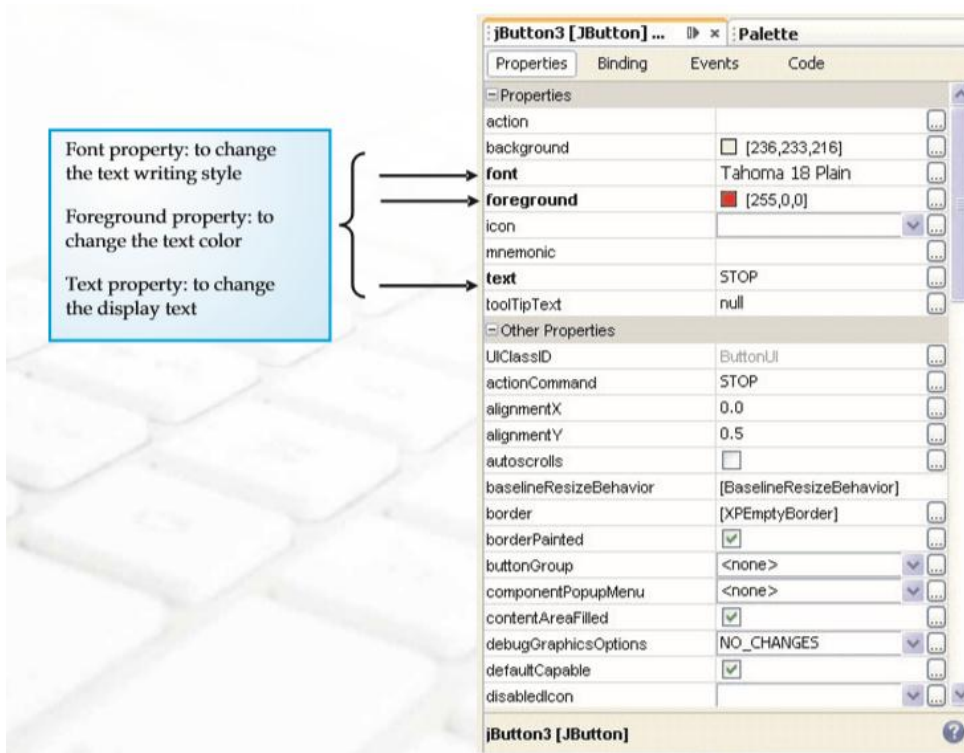 Font property: to change
the text writing style
Foreground property: to
change the text color
Text property: to change
the display text
jButton3 [JButton] ... Palette
Properties Binding Events Code
Properties
action ...
background [236,233,216] ...
font Tahoma 18 Plain ...
foreground [255,0,0] ...
icon ...
mnemonic ...
text STOP ...
toolTipText null ...
Other Properties
UIClassID ButtonUI ...
actionCommand STOP ...
alignmentX 0.0 ...
alignmentY 0.5 ...
autoscrolls ...
baselineResizeBehavior [BaselineResizeBehavior]
border [XPEmptyBorder] ...
borderPainted ...
buttonGroup <none> ...
componentPopupMenu <none> ...
contentAreaFilled ...
debugGraphicsOptions NO_CHANGES ...
defaultCapable ...
disabledIcon ...
jButton3 [JButton] ?